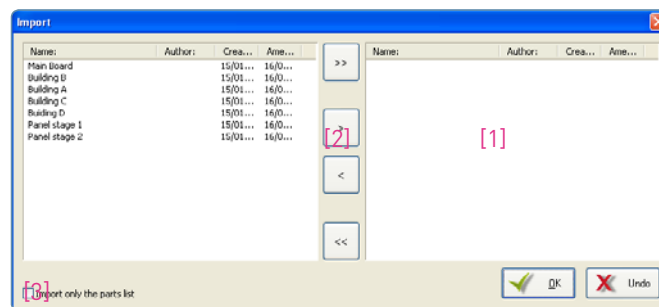 Import
Name: Author: Crea... Ame...
Main Board 15/01... 16/0...
Building B 15/01... 16/0...
Building A 15/01... 16/0...
Building C 15/01... 16/0...
Buiding D 15/01... 16/0...
Panel stage 1 15/01... 16/0...
Panel stage 2 15/01... 16/0...
>>
>
[2]
<
<<
Name: Author: Crea... Ame...
[1]
[3]
Import only the parts list
OK Undo